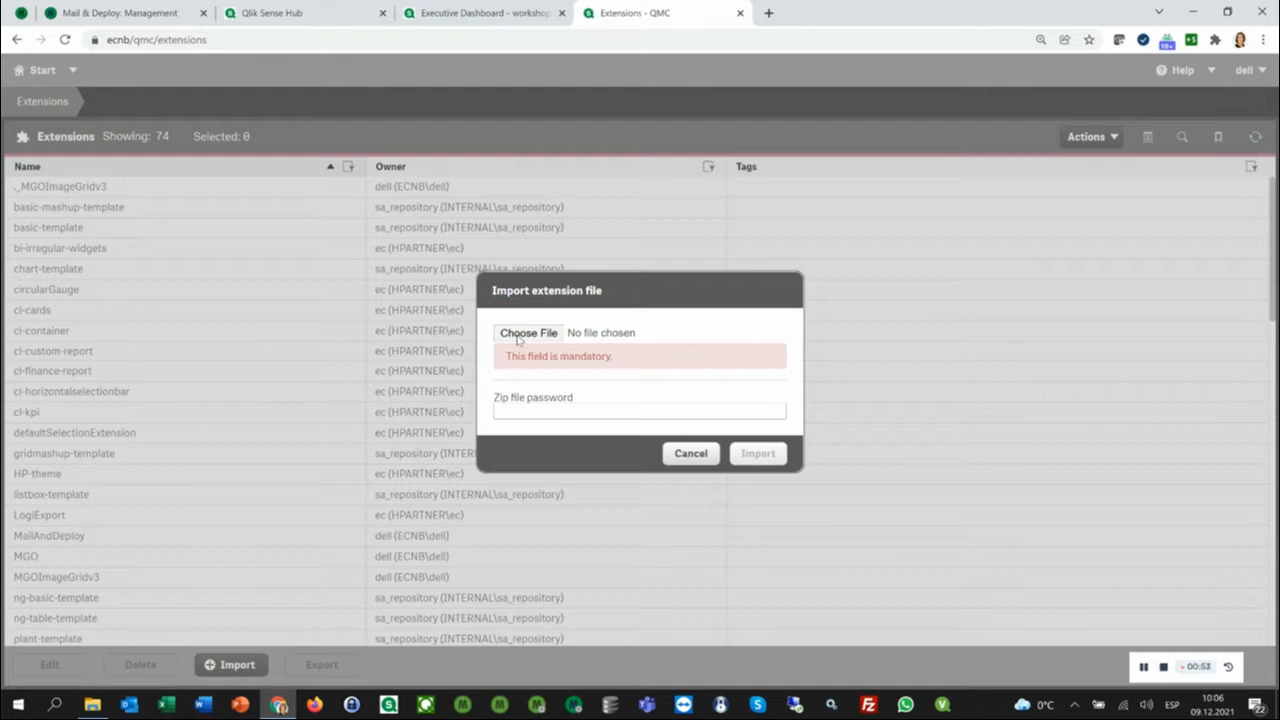 Mail & Deploy: Management
Qlik Sense Hub
Executive Dashboard - workshop
Extensions - QMC
ecnb/qmc/extensions
Start
Help
dell
Extensions
Extensions Showing: 74 Selected: 0
Actions
Name Owner Tags
._MGOImageGridv3 dell (ECNB\dell)
basic-mashup-template sa_repository (INTERNAL\sa_repository)
basic-template sa_repository (INTERNAL\sa_repository)
bi-irregular-widgets ec (HPARTNER\ec)
chart-template sa_repository (INTERNAL\sa_repository)
circularGauge ec (HPARTNER\ec)
cl-cards ec (HPARTNER\ec)
cl-container ec (HPARTNER\ec)
cl-custom-report ec (HPARTNER\ec)
cl-finance-report ec (HPARTNER\ec)
cl-horizontalselectionbar ec (HPARTNER\ec)
cl-kpi ec (HPARTNER\ec)
defaultSelectionExtension ec (HPARTNER\ec)
gridmashup-template sa_repository (INTERN
HP-theme ec (HPARTNER\ec)
listbox-template sa_repository (INTERNAL\sa_repository)
LogiExport ec (HPARTNER\ec)
MailAndDeploy dell (ECNB\dell)
MGO dell (ECNB\dell)
MGOImageGridv3 dell (ECNB\dell)
ng-basic-template sa_repository (INTERNAL\sa_repository)
ng-table-template sa_repository (INTERNAL\sa_repository)
plant-template sa_repository (INTERNAL\sa_repository)
Import extension file
Choose File No file chosen
This field is mandatory.
Zip file password
Cancel Import
Edit Delete Import Export
00:53
0°C
ESP
10:06
09.12.2021
22